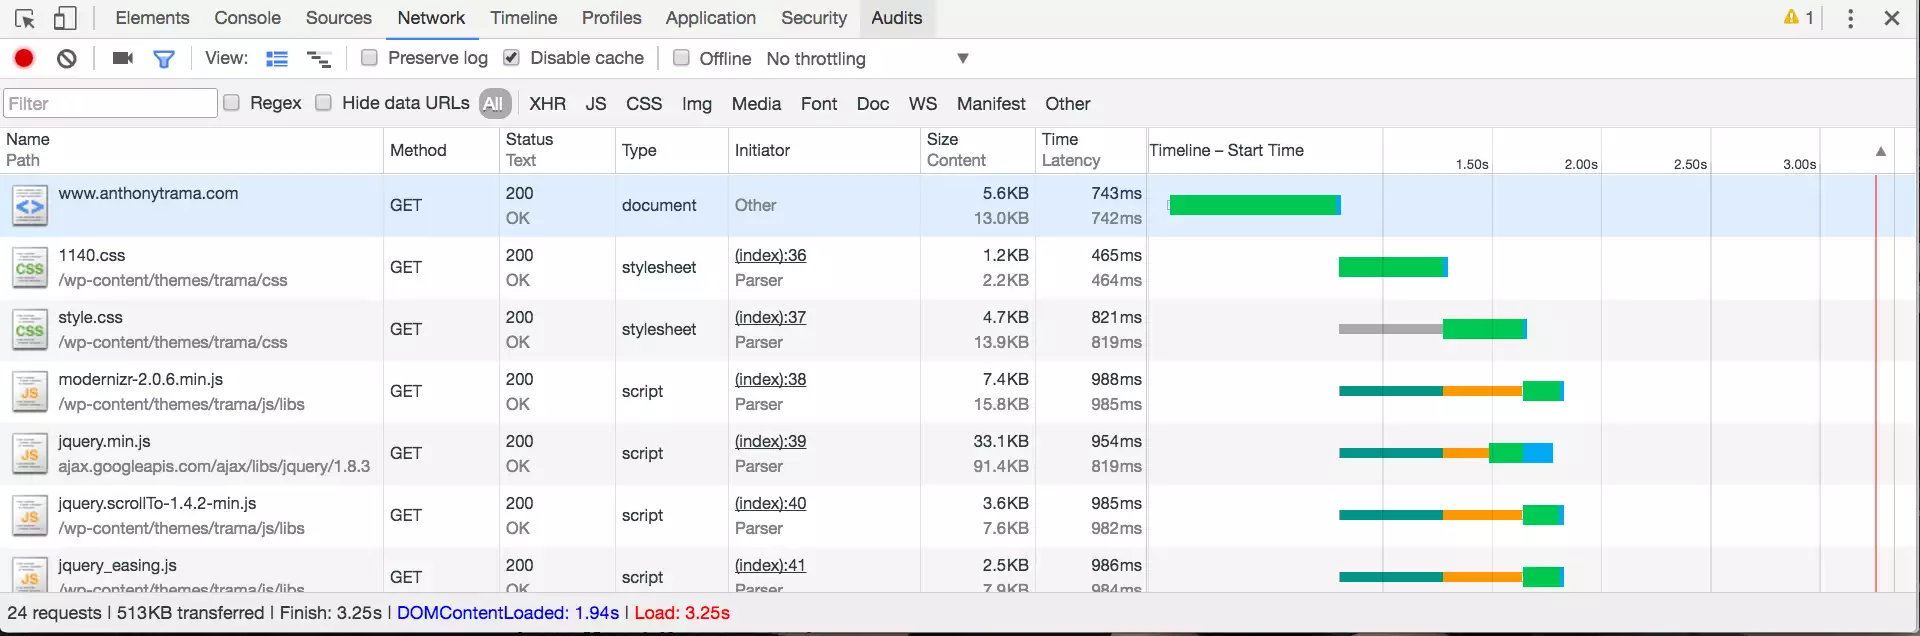 Elements Console Sources Network Timeline Profiles Application Security Audits 1
View: Preserve log Disable cache Offline No throttling
Filter Regex Hide data URLs All XHR JS CSS Img Media Font Doc WS Manifest Other
Name Path Method Status Text Type Initiator Size Content Time Latency Timeline – Start Time 1.50s 2.00s 2.50s 3.00s
www.anthonytrama.com GET 200 OK document Other 5.6KB 13.0KB 743ms 742ms
1140.css /wp-content/themes/trama/css GET 200 OK stylesheet (index):36 Parser 1.2KB 2.2KB 465ms 464ms
style.css /wp-content/themes/trama/css GET 200 OK stylesheet (index):37 Parser 4.7KB 13.9KB 821ms 819ms
modernizr-2.0.6.min.js /wp-content/themes/trama/js/libs GET 200 OK script (index):38 Parser 7.4KB 15.8KB 988ms 985ms
jquery.min.js ajax.googleapis.com/ajax/libs/jquery/1.8.3 GET 200 OK script (index):39 Parser 33.1KB 91.4KB 954ms 819ms
jquery.scrollTo-1.4.2-min.js /wp-content/themes/trama/js/libs GET 200 OK script (index):40 Parser 3.6KB 7.6KB 985ms 982ms
jquery_easing.js /wp-content/themes/trama/js/libs GET 200 OK script (index):41 Parser 2.5KB 7.9KB 986ms 984ms
24 requests | 513KB transferred | Finish: 3.25s | DOMContentLoaded: 1.94s | Load: 3.25s